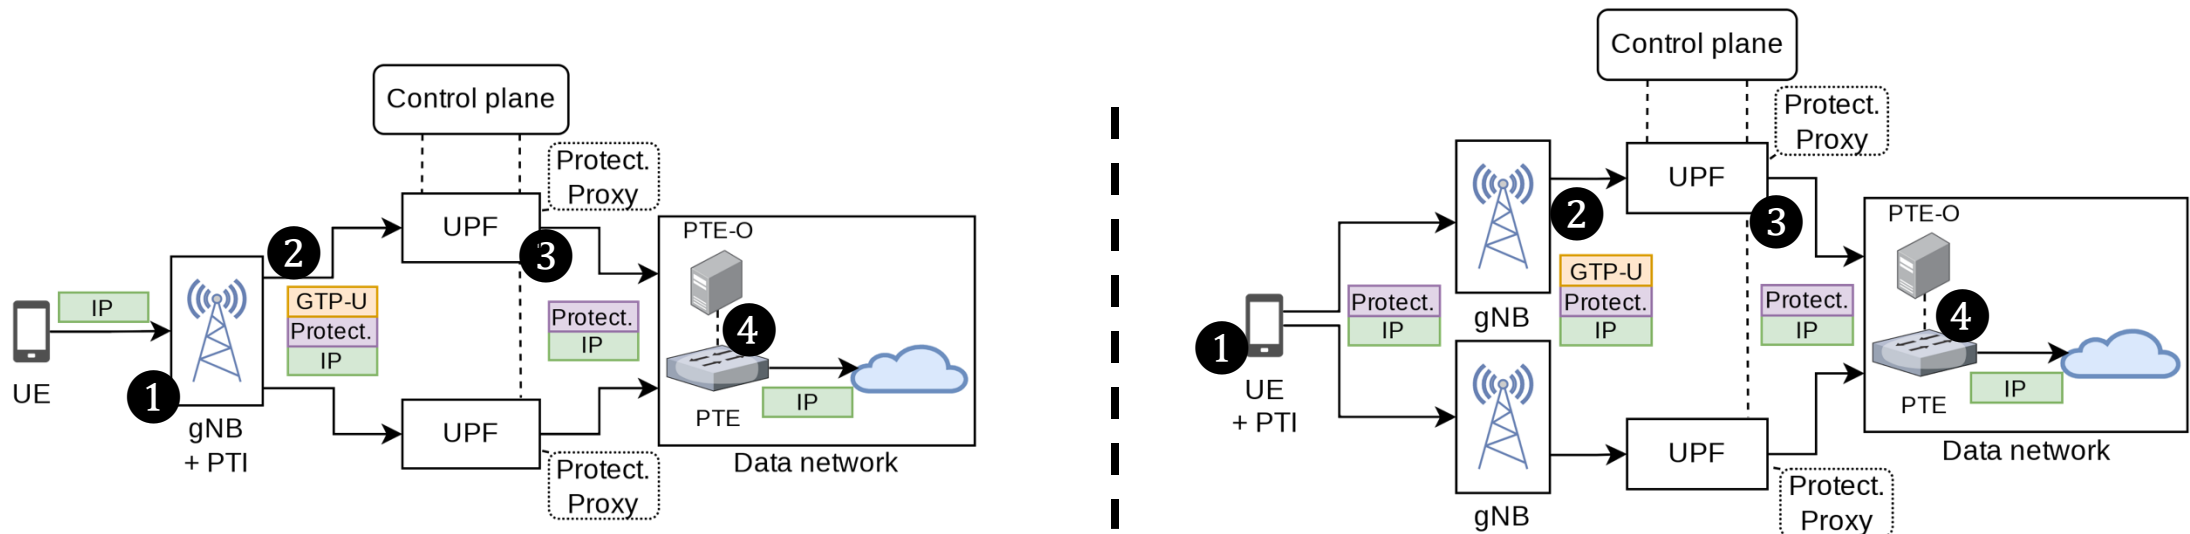 Control plane
Protect.
Proxy
UPF
2
3
PTE-O
IP
GTP-U
Protect.
IP
Protect.
IP
4
UE
1
gNB
+ PTI
UPF
PTE
IP
Protect.
Proxy
Data network
Control plane
Protect.
Proxy
UPF
2
3
PTE-O
GTP-U
Protect.
IP
Protect.
IP
Protect.
IP
gNB
4
1
UE
+ PTI
PTE
IP
UPF
gNB
Protect.
Proxy
Data network